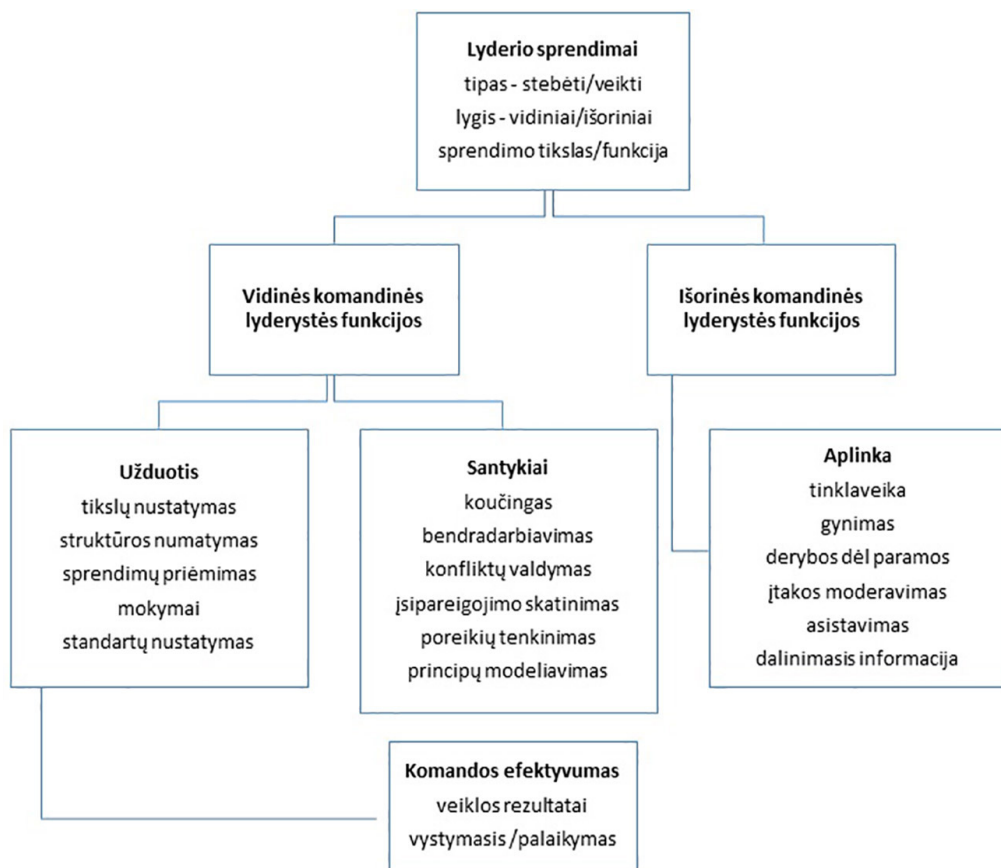 Lyderio sprendimai
tipas - stebėti/veikti
lygis - vidiniai/išoriniai
sprendimo tikslas/funkcija
Vidinės komandinės
lyderystės funkcijos
Išorinės komandinės
lyderystės funkcijos
Užduotis
tikslų nustatymas
struktūros numatymas
sprendimų priėmimas
mokymai
standartų nustatymas
Santykiai
koučingas
bendradarbiavimas
konfliktų valdymas
įsipareigojimo skatinimas
poreikių tenkinimas
principų modeliavimas
Aplinka
tinklaveika
gynimas
derybos dėl paramos
įtakos moderavimas
asistavimas
dalinimasis informacija
Komandos efektyvumas
veiklos rezultatai
vystymasis /palaikymas